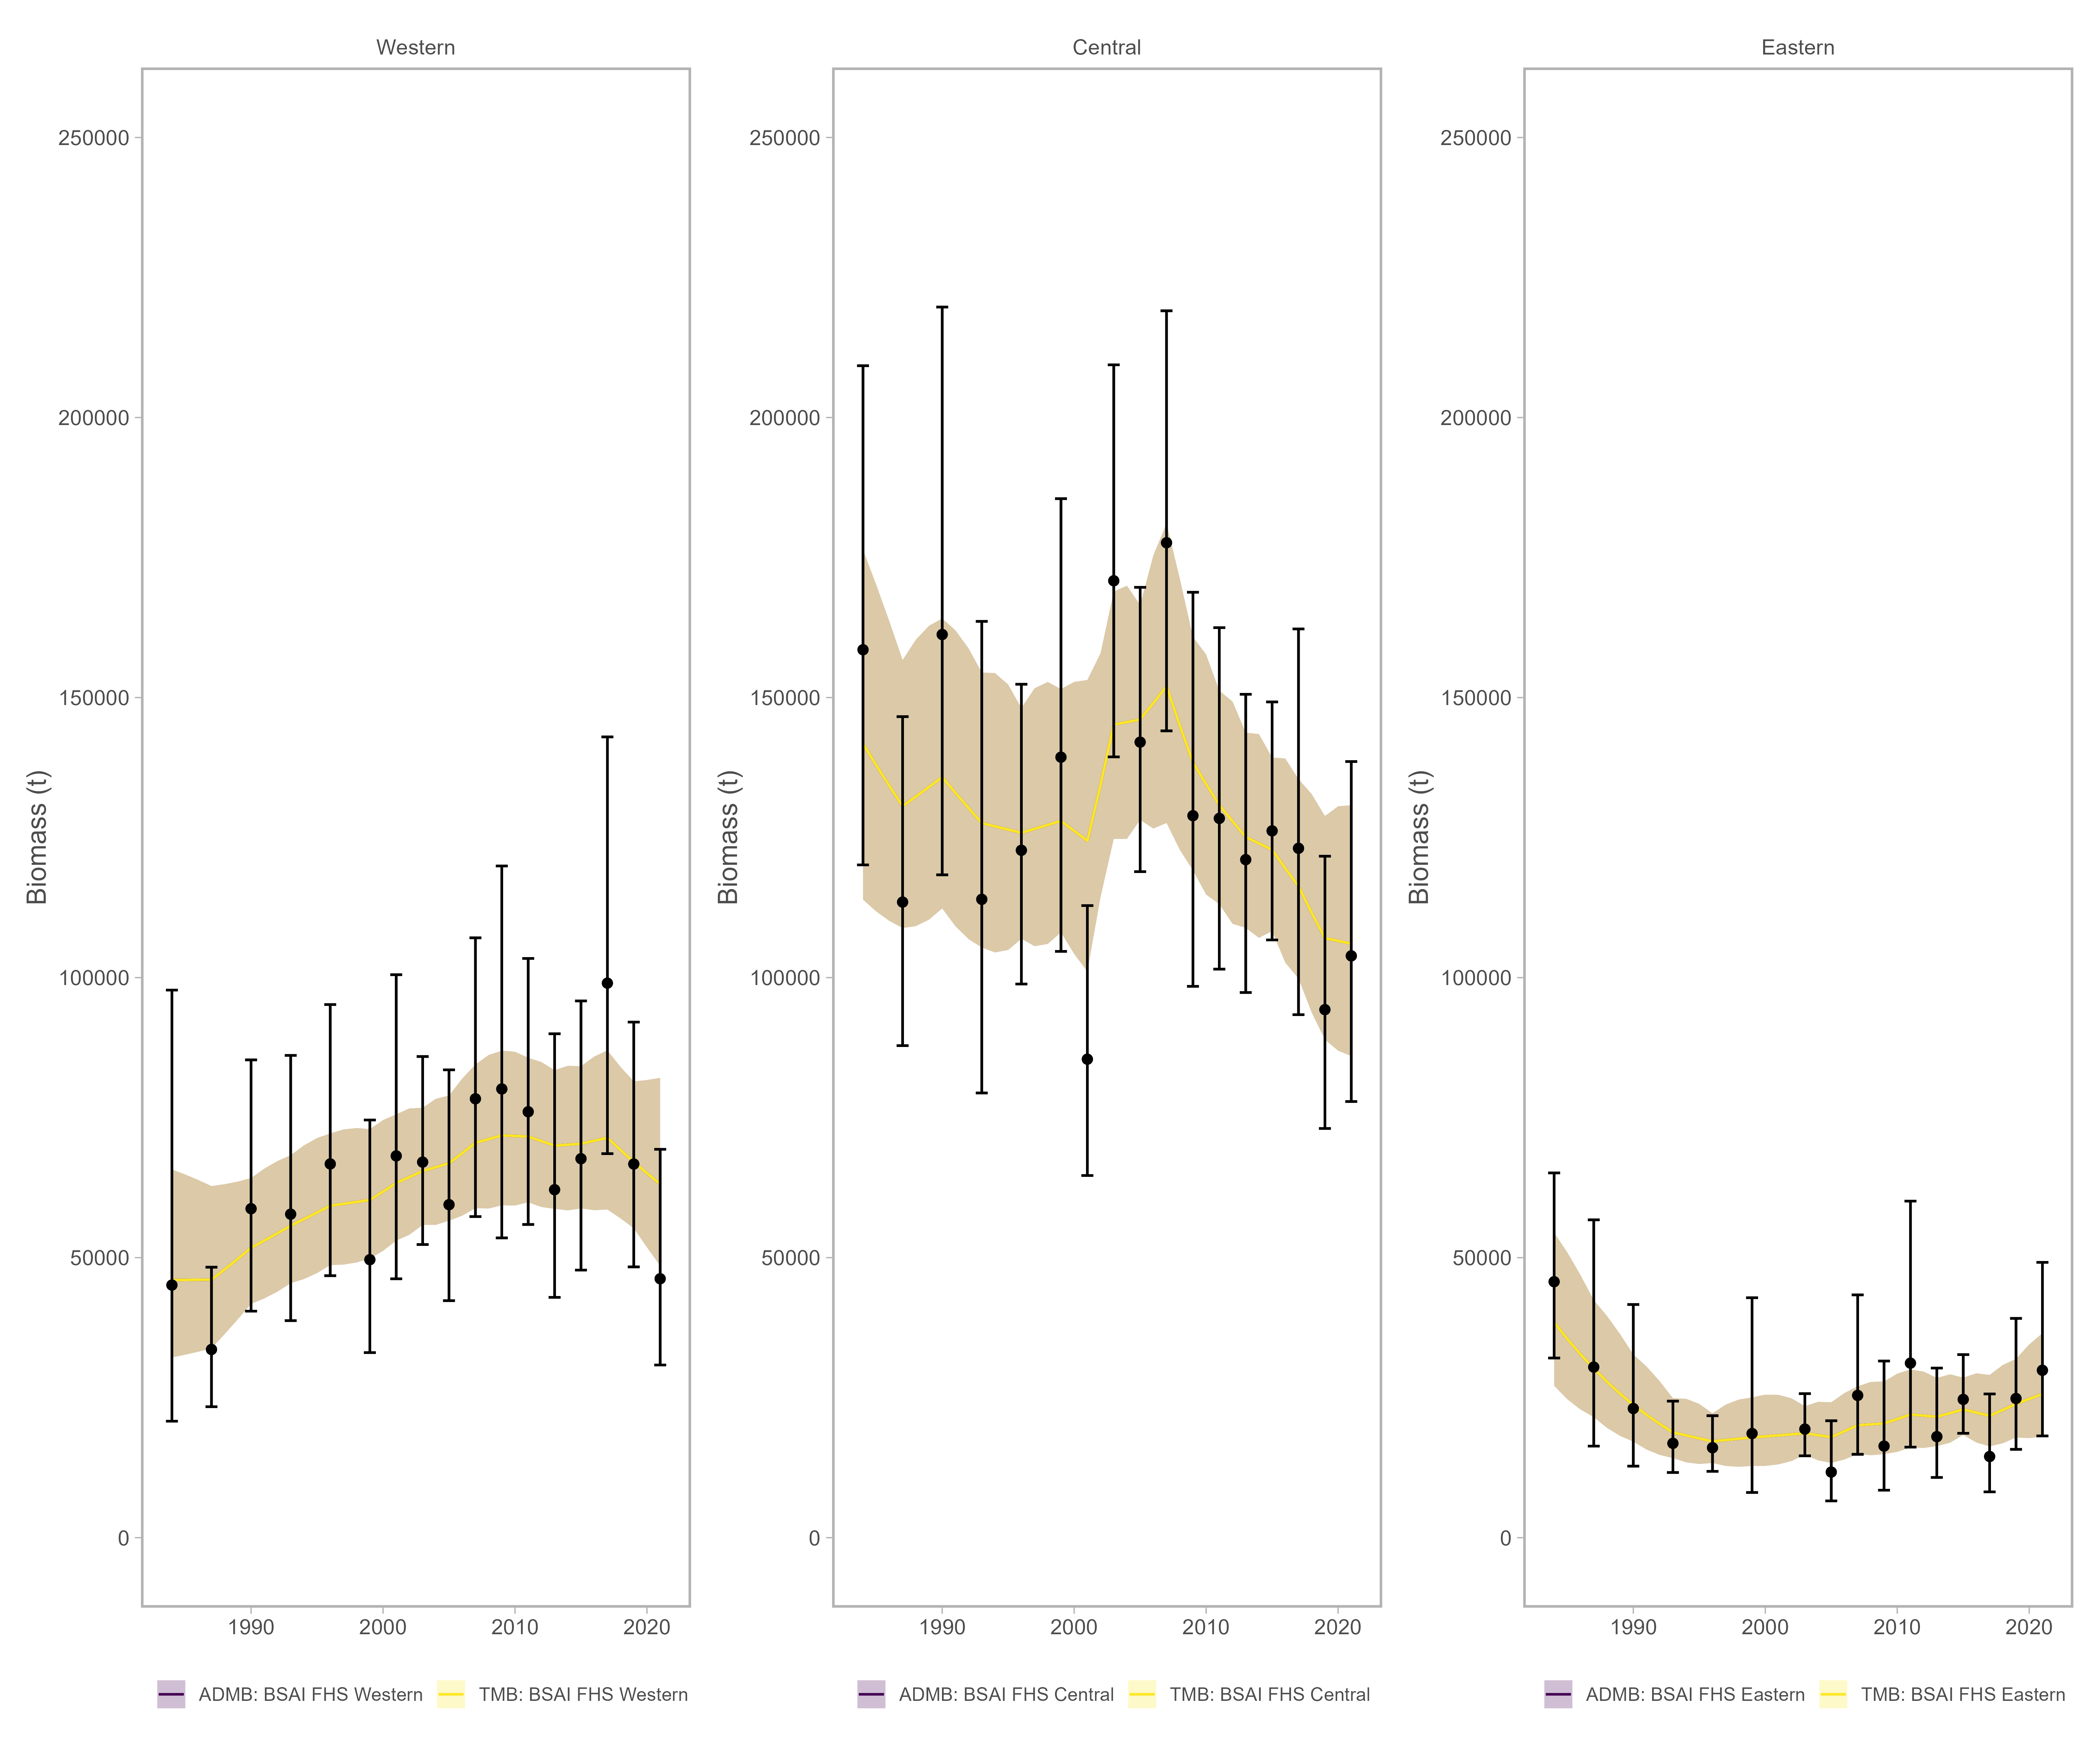 Western
Central
Eastern
Biomass (t)
250000
200000
150000
100000
50000
0
1990 2000 2010 2020
Biomass (t)
250000
200000
150000
100000
50000
0
1990 2000 2010 2020
Biomass (t)
250000
200000
150000
100000
50000
0
1990 2000 2010 2020
ADMB: BSAI FHS Western TMB: BSAI FHS Western
ADMB: BSAI FHS Central TMB: BSAI FHS Central
ADMB: BSAI FHS Eastern TMB: BSAI FHS Eastern